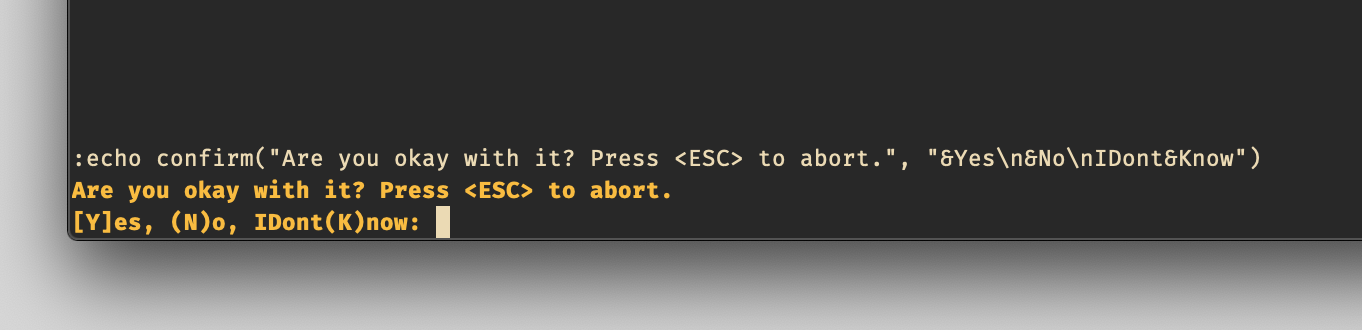 :echo confirm("Are you okay with it? Press <ESC> to abort.", "&Yes\n&No\nIDont&Know")
Are you okay with it? Press <ESC> to abort.
[Y]es, (N)o, IDont(K)now: